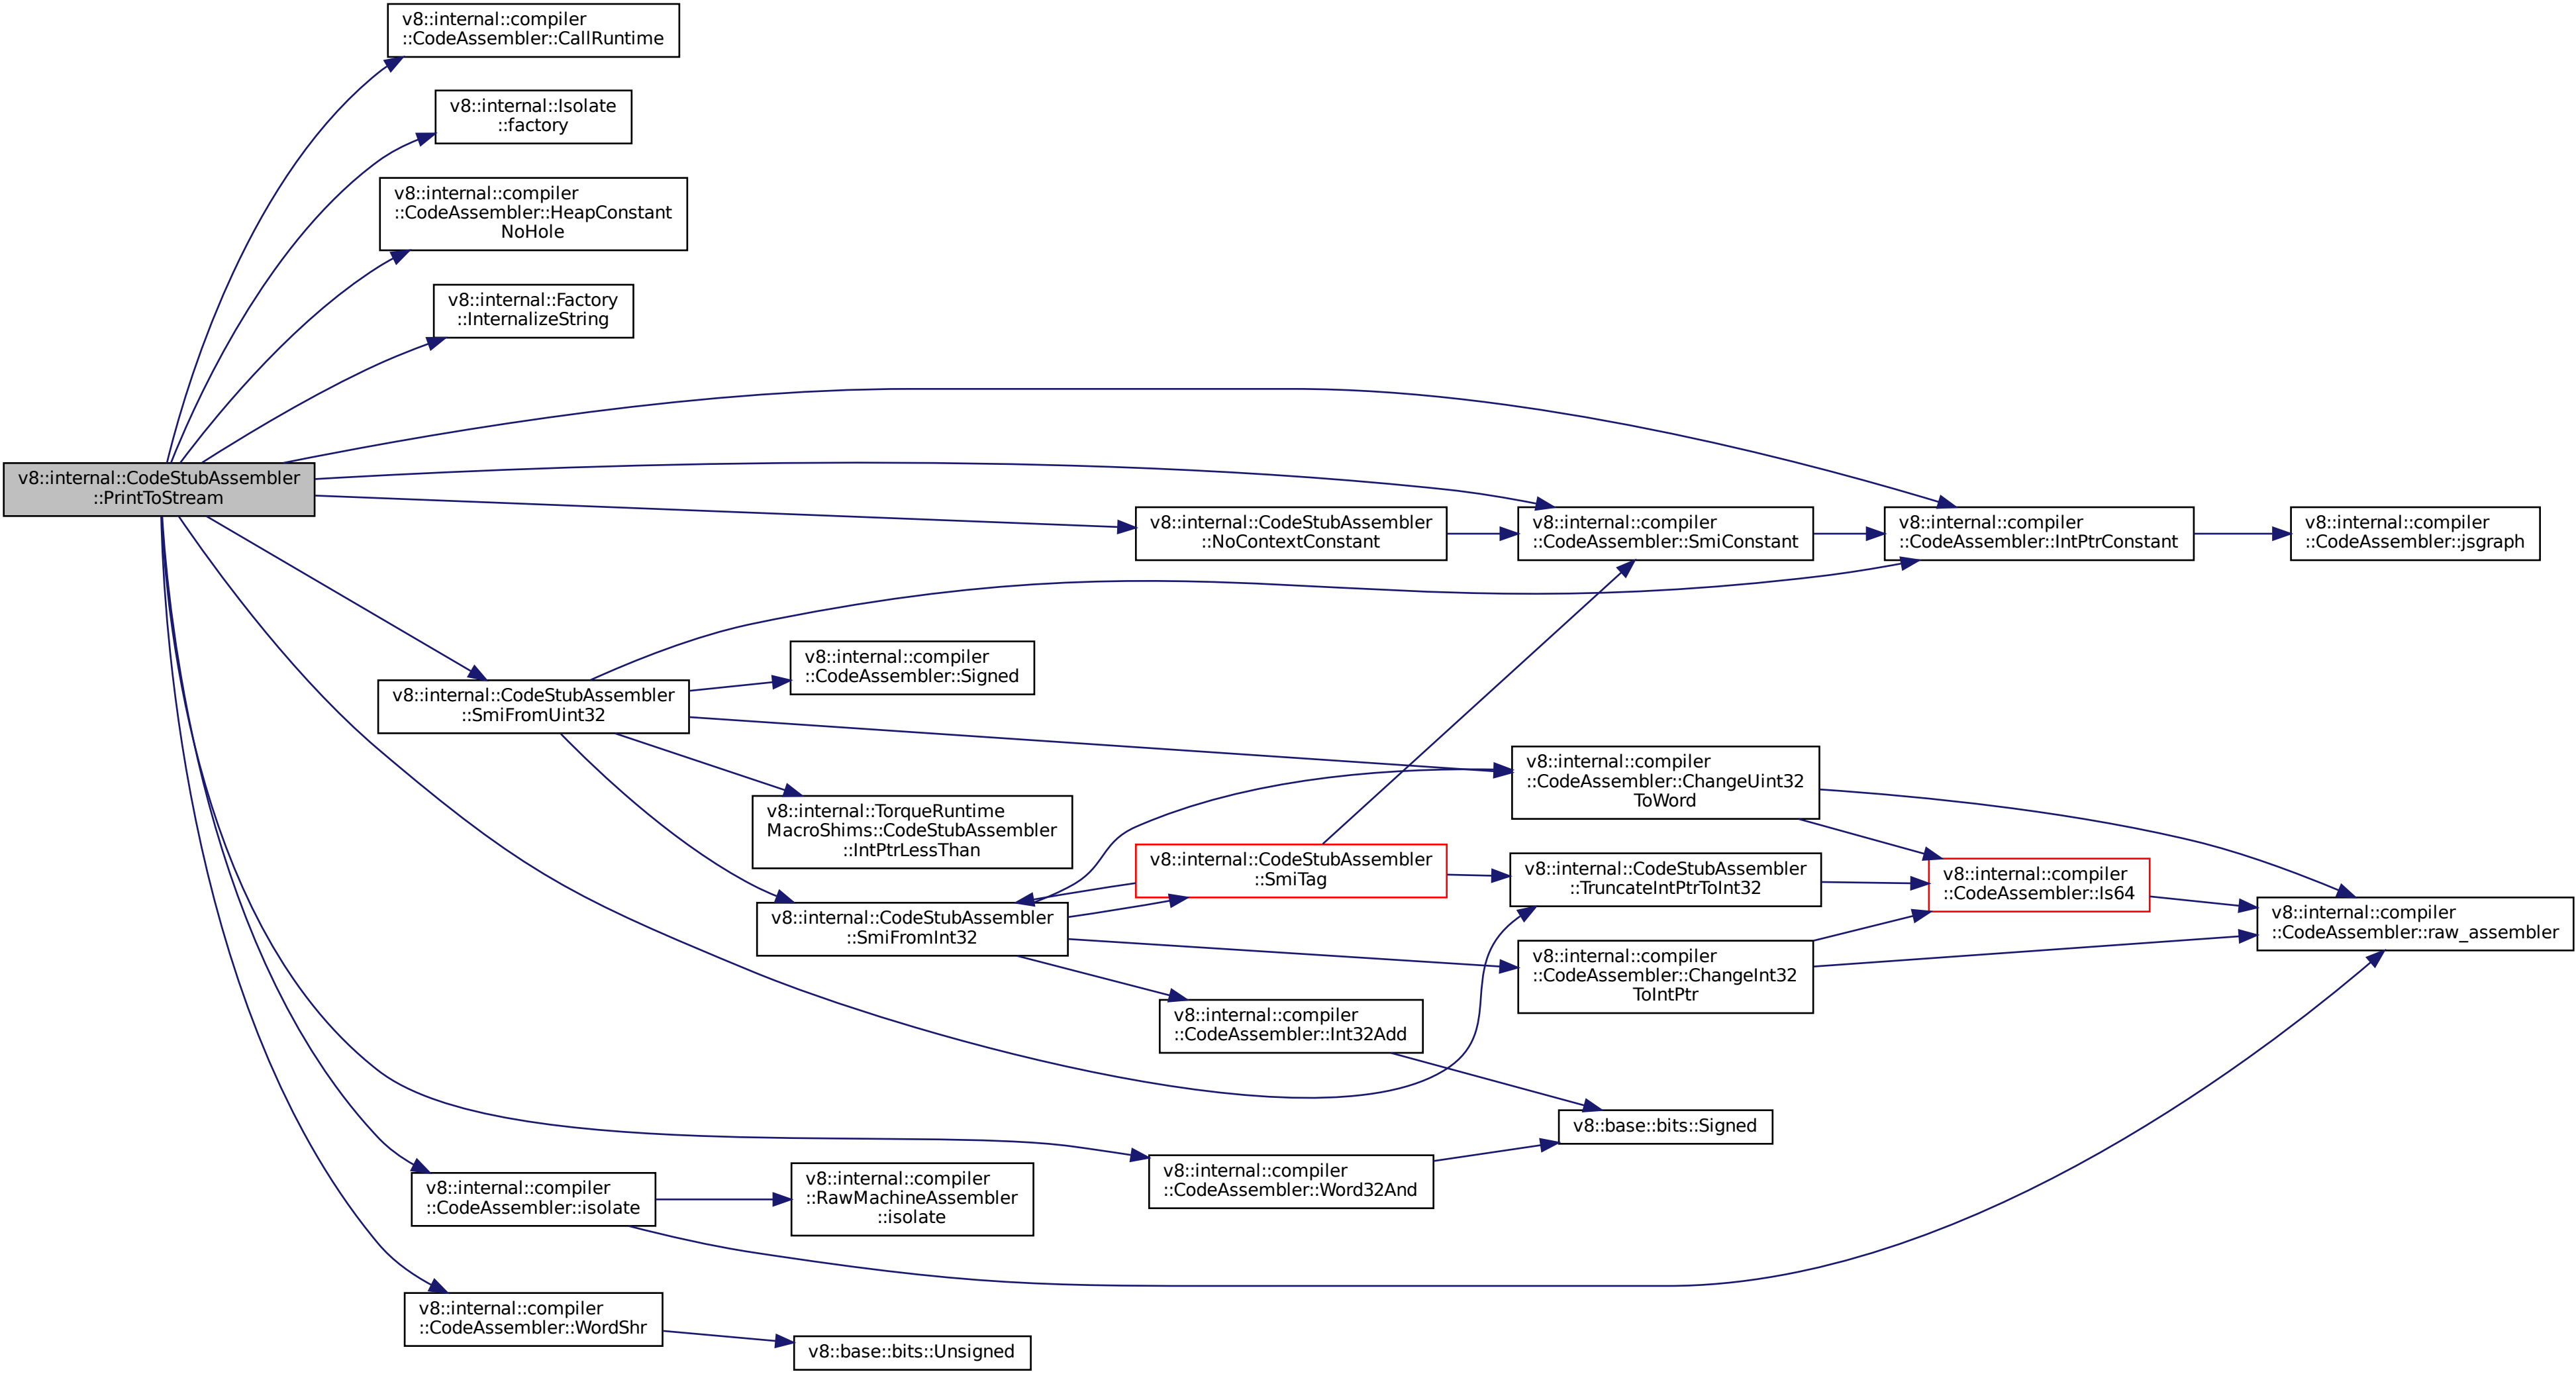 v8::internal::compiler
::CodeAssembler::CallRuntime
v8::internal::Isolate
::factory
v8::internal::compiler
::CodeAssembler::HeapConstant
NoHole
v8::internal::Factory
::InternalizeString
v8::internal::CodeStubAssembler
::PrintToStream
v8::internal::CodeStubAssembler
::NoContextConstant
v8::internal::compiler
::CodeAssembler::SmiConstant
v8::internal::compiler
::CodeAssembler::IntPtrConstant
v8::internal::compiler
::CodeAssembler::jsgraph
v8::internal::CodeStubAssembler
::SmiFromUint32
v8::internal::compiler
::CodeAssembler::Signed
v8::internal::TorqueRuntime
MacroShims::CodeStubAssembler
::IntPtrLessThan
v8::internal::compiler
::CodeAssembler::ChangeUint32
ToWord
v8::internal::CodeStubAssembler
::SmiTag
v8::internal::CodeStubAssembler
::TruncateIntPtrToInt32
v8::internal::compiler
::CodeAssembler::Is64
v8::internal::CodeStubAssembler
::SmiFromInt32
v8::internal::compiler
::CodeAssembler::raw_assembler
v8::internal::compiler
::CodeAssembler::ChangeInt32
ToIntPtr
v8::internal::compiler
::CodeAssembler::Int32Add
v8::base::bits::Signed
v8::internal::compiler
::CodeAssembler::Word32And
v8::internal::compiler
::CodeAssembler::isolate
v8::internal::compiler
::RawMachineAssembler
::isolate
v8::internal::compiler
::CodeAssembler::WordShr
v8::base::bits::Unsigned